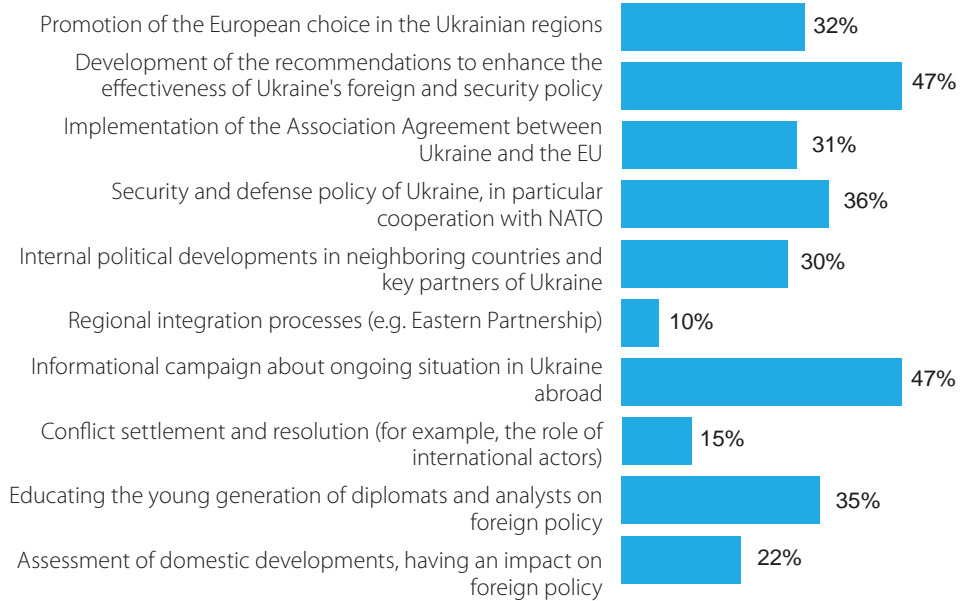 Promotion of the European choice in the Ukrainian regions
32%
Development of the recommendations to enhance the
effectiveness of Ukraine's foreign and security policy
47%
Implementation of the Association Agreement between
Ukraine and the EU
31%
Security and defense policy of Ukraine, in particular
cooperation with NATO
36%
Internal political developments in neighboring countries and
key partners of Ukraine
30%
Regional integration processes (e.g. Eastern Partnership)
10%
Informational campaign about ongoing situation in Ukraine
abroad
47%
Conflict settlement and resolution (for example, the role of
international actors)
15%
Educating the young generation of diplomats and analysts on
foreign policy
35%
Assessment of domestic developments, having an impact on
foreign policy
22%